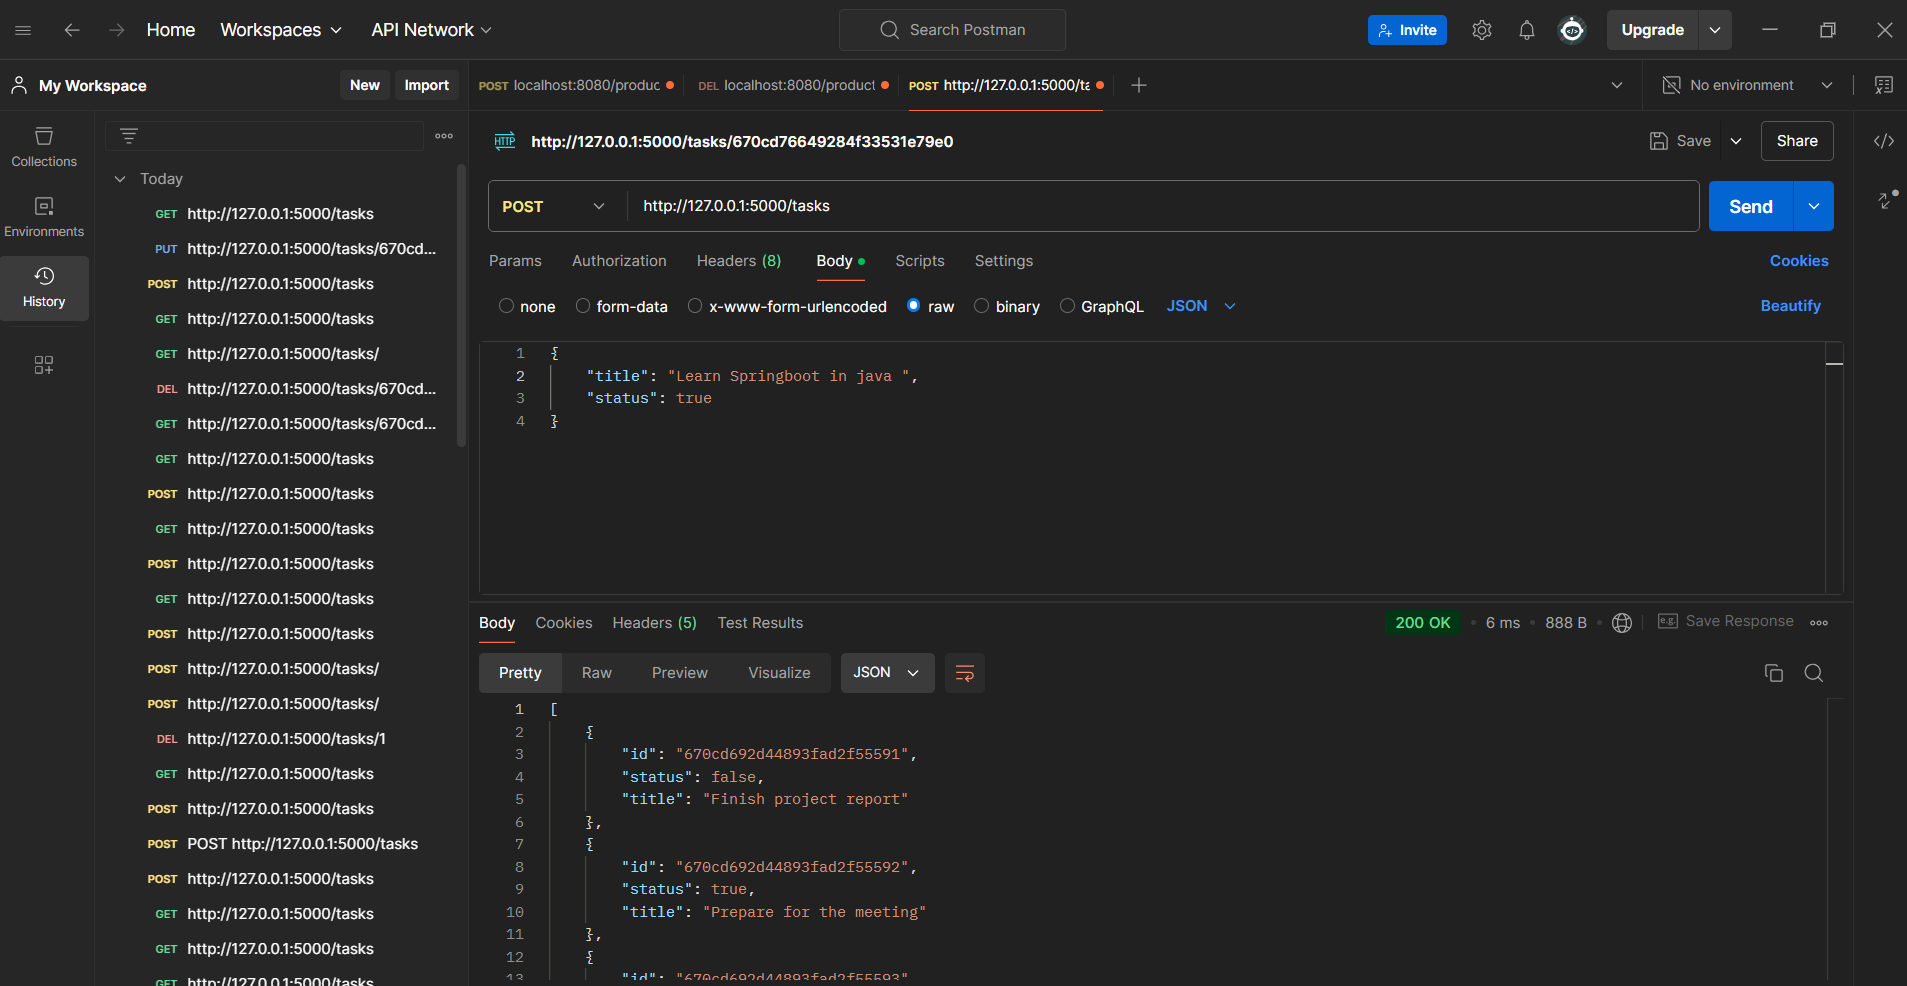 Home Workspaces API Network Search Postman Invite Upgrade
My Workspace New Import
POST localhost:8080/produc DEL localhost:8080/product POST http://127.0.0.1:5000/ta No environment
Collections
Environments
History
Today
GET http://127.0.0.1:5000/tasks
PUT http://127.0.0.1:5000/tasks/670cd...
POST http://127.0.0.1:5000/tasks
GET http://127.0.0.1:5000/tasks
GET http://127.0.0.1:5000/tasks/
DEL http://127.0.0.1:5000/tasks/670cd...
GET http://127.0.0.1:5000/tasks/670cd...
GET http://127.0.0.1:5000/tasks
POST http://127.0.0.1:5000/tasks
GET http://127.0.0.1:5000/tasks
POST http://127.0.0.1:5000/tasks
GET http://127.0.0.1:5000/tasks
POST http://127.0.0.1:5000/tasks
POST http://127.0.0.1:5000/tasks/
POST http://127.0.0.1:5000/tasks/
DEL http://127.0.0.1:5000/tasks/1
GET http://127.0.0.1:5000/tasks
POST http://127.0.0.1:5000/tasks
POST POST http://127.0.0.1:5000/tasks
POST http://127.0.0.1:5000/tasks
GET http://127.0.0.1:5000/tasks
GET http://127.0.0.1:5000/tasks
GET http://127.0.0.1:5000/tasks
HTTP http://127.0.0.1:5000/tasks/670cd76649284f33531e79e0 Save Share
POST http://127.0.0.1:5000/tasks Send
Params Authorization Headers (8) Body Scripts Settings Cookies
none form-data x-www-form-urlencoded raw binary GraphQL JSON Beautify
1 {
2 "title": "Learn Springboot in java ",
3 "status": true
4 }
Body Cookies Headers (5) Test Results 200 OK • 6 ms • 888 B • e.g. Save Response
Pretty Raw Preview Visualize JSON
1 [
2 {
3 "id": "670cd692d44893fad2f55591",
4 "status": false,
5 "title": "Finish project report"
6 },
7 {
8 "id": "670cd692d44893fad2f55592",
9 "status": true,
10 "title": "Prepare for the meeting"
11 },
12 {
13 "id": "670cd692d44893fad2f55593"